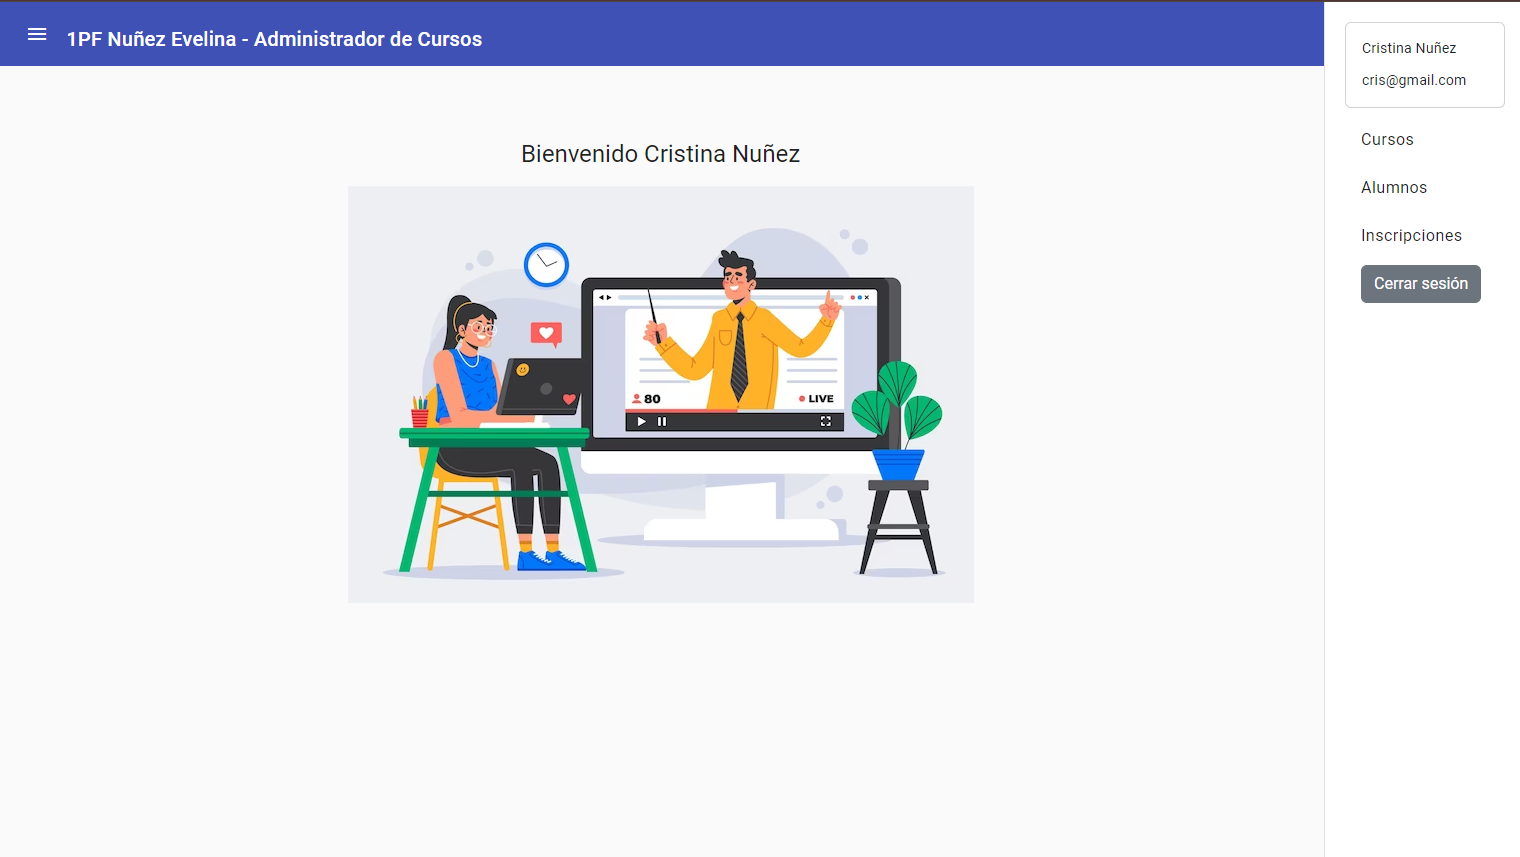 1PF Nuñez Evelina - Administrador de Cursos
Bienvenido Cristina Nuñez
80
LIVE
Cristina Nuñez
cris@gmail.com
Cursos
Alumnos
Inscripciones
Cerrar sesión